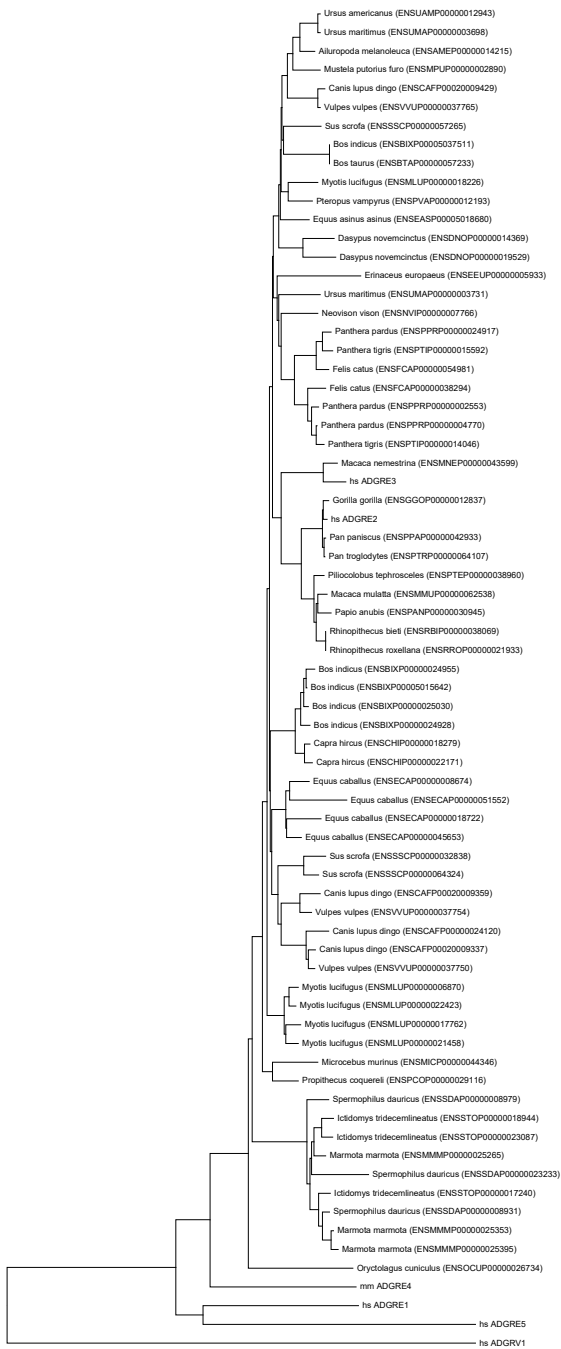 Ursus americanus (ENSUAMP00000012943)
Ursus maritimus (ENSUMAP00000003698)
Ailuropoda melanoleuca (ENSAMEP00000014215)
Mustela putorius furo (ENSMPUP00000002890)
Canis lupus dingo (ENSCAFP00020009429)
Vulpes vulpes (ENSVVUP00000037765)
Sus scrofa (ENSSSCP00000057265)
Bos indicus (ENSBIXP00005037511)
Bos taurus (ENSBTAP00000057233)
Myotis lucifugus (ENSMLUP00000018226)
Pteropus vampyrus (ENSPVAP00000012193)
Equus asinus asinus (ENSEASP00005018680)
Dasypus novemcinctus (ENSDNOP00000014369)
Dasypus novemcinctus (ENSDNOP00000019529)
Erinaceus europaeus (ENSEEUP00000005933)
Ursus maritimus (ENSUMAP00000003731)
Neovison vison (ENSNVIP00000007766)
Panthera pardus (ENSPPRP00000024917)
Panthera tigris (ENSPTIP00000015592)
Felis catus (ENSFCAP00000054981)
Felis catus (ENSFCAP00000038294)
Panthera pardus (ENSPPRP00000002553)
Panthera pardus (ENSPPRP00000004770)
Panthera tigris (ENSPTIP00000014046)
Macaca nemestrina (ENSMNEP00000043599)
hs ADGRE3
Gorilla gorilla (ENSGGOP00000012837)
hs ADGRE2
Pan paniscus (ENSPPAP00000042933)
Pan troglodytes (ENSPTRP00000064107)
Piliocolobus tephrosceles (ENSPTEP00000038960)
Macaca mulatta (ENSMMUP00000062538)
Papio anubis (ENSPANP00000030945)
Rhinopithecus bieti (ENSRBIP00000038069)
Rhinopithecus roxellana (ENSRROP00000021933)
Bos indicus (ENSBIXP00000024955)
Bos indicus (ENSBIXP00005015642)
Bos indicus (ENSBIXP00000025030)
Bos indicus (ENSBIXP00000024928)
Capra hircus (ENSCHIP00000018279)
Capra hircus (ENSCHIP00000022171)
Equus caballus (ENSECAP00000008674)
Equus caballus (ENSECAP00000051552)
Equus caballus (ENSECAP00000018722)
Equus caballus (ENSECAP00000045653)
Sus scrofa (ENSSSCP00000032838)
Sus scrofa (ENSSSCP00000064324)
Canis lupus dingo (ENSCAFP00020009359)
Vulpes vulpes (ENSVVUP00000037754)
Canis lupus dingo (ENSCAFP00000024120)
Canis lupus dingo (ENSCAFP00020009337)
Vulpes vulpes (ENSVVUP00000037750)
Myotis lucifugus (ENSMLUP00000006870)
Myotis lucifugus (ENSMLUP00000022423)
Myotis lucifugus (ENSMLUP00000017762)
Myotis lucifugus (ENSMLUP00000021458)
Microcebus murinus (ENSMICP00000044346)
Propithecus coquereli (ENSPCOP00000029116)
Spermophilus dauricus (ENSSDAP00000008979)
Ictidomys tridecemlineatus (ENSSTOP00000018944)
Ictidomys tridecemlineatus (ENSSTOP00000023087)
Marmota marmota (ENSMMMP00000025265)
Spermophilus dauricus (ENSSDAP00000023233)
Ictidomys tridecemlineatus (ENSSTOP00000017240)
Spermophilus dauricus (ENSSDAP00000008931)
Marmota marmota (ENSMMMP00000025353)
Marmota marmota (ENSMMMP00000025395)
Oryctolagus cuniculus (ENSOCUP00000026734)
mm ADGRE4
hs ADGRE1
hs ADGRE5
hs ADGRV1